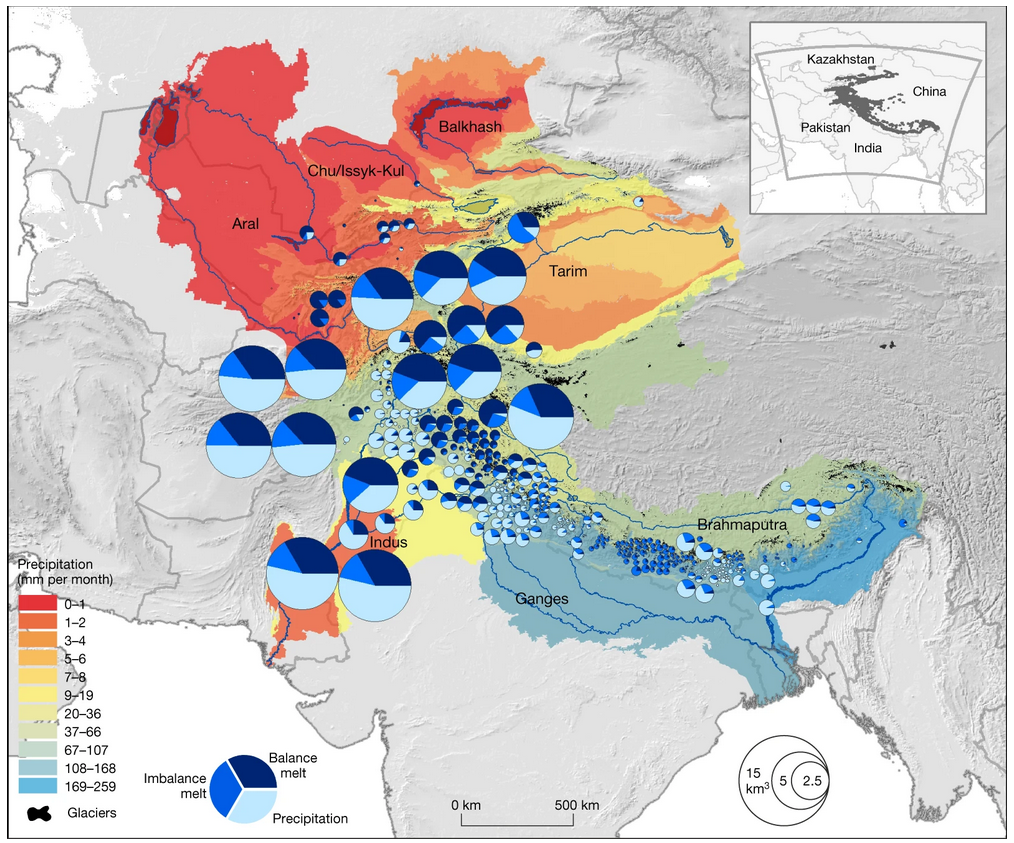 Kazakhstan
China
Pakistan
India
Balkhash
Chu/Issyk-Kul
Aral
Tarim
Indus
Brahmaputra
Ganges
Precipitation
(mm per month)
0–1
1–2
3–4
5–6
7–8
9–19
20–36
37–66
67–107
108–168
169–259
Glaciers
Balance
melt
Imbalance
melt
Precipitation
0 km 500 km
15
km³
5
2.5